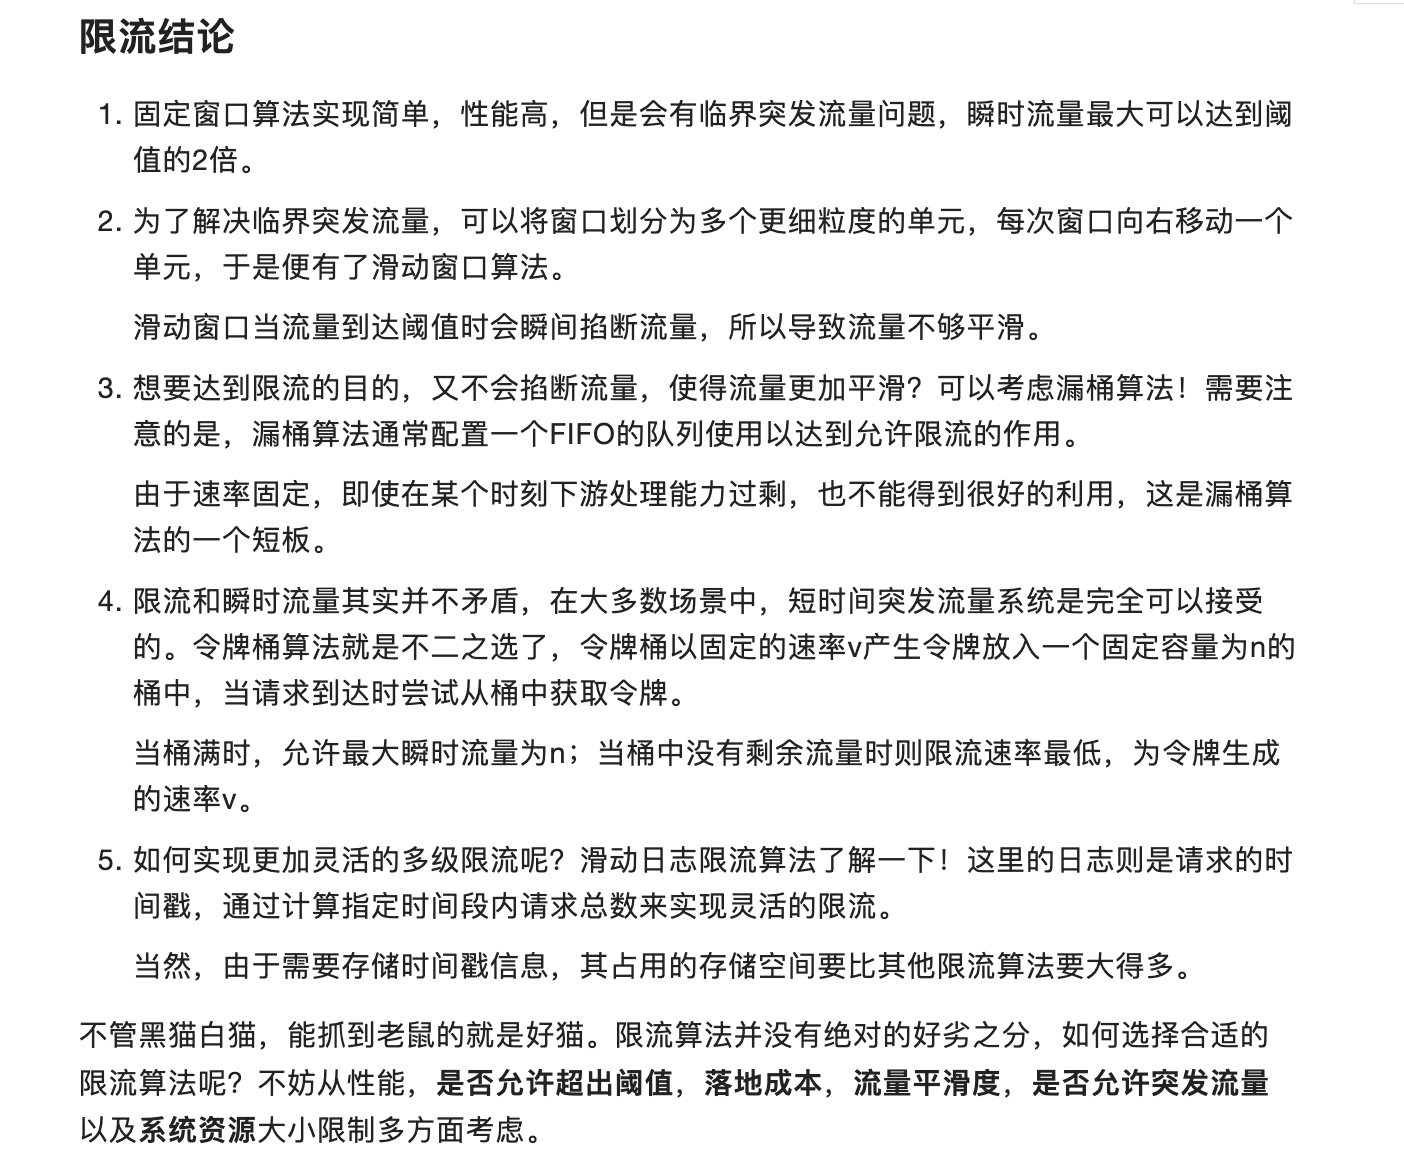 限流结论
1. 固定窗口算法实现简单，性能高，但是会有临界突发流量问题，瞬时流量最大可以达到阈
值的2倍。
2. 为了解决临界突发流量，可以将窗口划分为多个更细粒度的单元，每次窗口向右移动一个
单元，于是便有了滑动窗口算法。
滑动窗口当流量到达阈值时会瞬间掐断流量，所以导致流量不够平滑。
3. 想要达到限流的目的，又不会掐断流量，使得流量更加平滑？可以考虑漏桶算法！需要注
意的是，漏桶算法通常配置一个FIFO的队列使用以达到允许限流的作用。
由于速率固定，即使在某个时刻下游处理能力过剩，也不能得到很好的利用，这是漏桶算
法的一个短板。
4. 限流和瞬时流量其实并不矛盾，在大多数场景中，短时间突发流量系统是完全可以接受
的。令牌桶算法就是不二之选了，令牌桶以固定的速率v产生令牌放入一个固定容量为n的
桶中，当请求到达时尝试从桶中获取令牌。
当桶满时，允许最大瞬时流量为n；当桶中没有剩余流量时则限流速率最低，为令牌生成
的速率v。
5. 如何实现更加灵活的多级限流呢？滑动日志限流算法了解一下！这里的日志则是请求的时
间戳，通过计算指定时间段内请求总数来实现灵活的限流。
当然，由于需要存储时间戳信息，其占用的存储空间要比其他限流算法要大得多。
不管黑猫白猫，能抓到老鼠的就是好猫。限流算法并没有绝对的好劣之分，如何选择合适的
限流算法呢？不妨从性能，是否允许超出阈值，落地成本，流量平滑度，是否允许突发流量
以及系统资源大小限制多方面考虑。